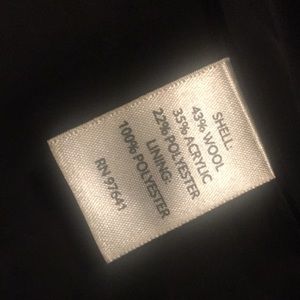 SHELL:
43% WOOL
35% ACRYLIC
22% POLYESTER
LINING:
100% POLYESTER
RN 97641